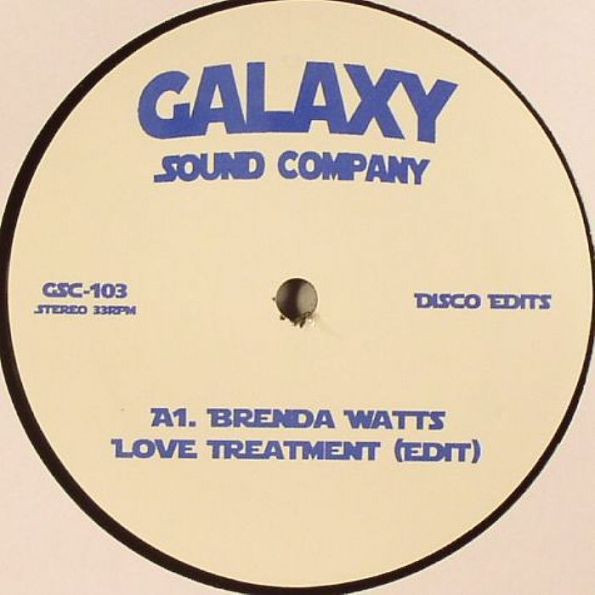 GALAXY
SOUND COMPANY
GSC-103
STEREO 33RPM
DISCO EDITS
A1. BRENDA WATTS
LOVE TREATMENT (EDIT)